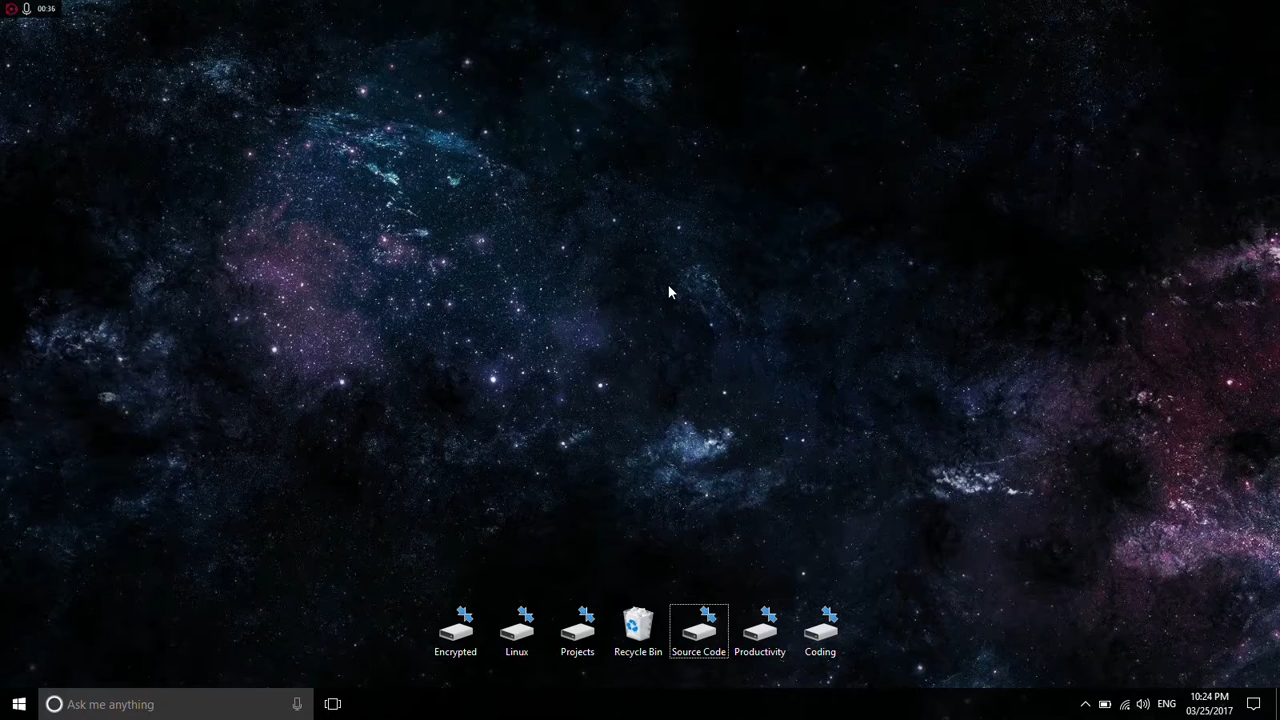 00:36
Encrypted
Linux
Projects
Recycle Bin
Source Code
Productivity
Coding
Ask me anything
ENG
10:24 PM
03/25/2017